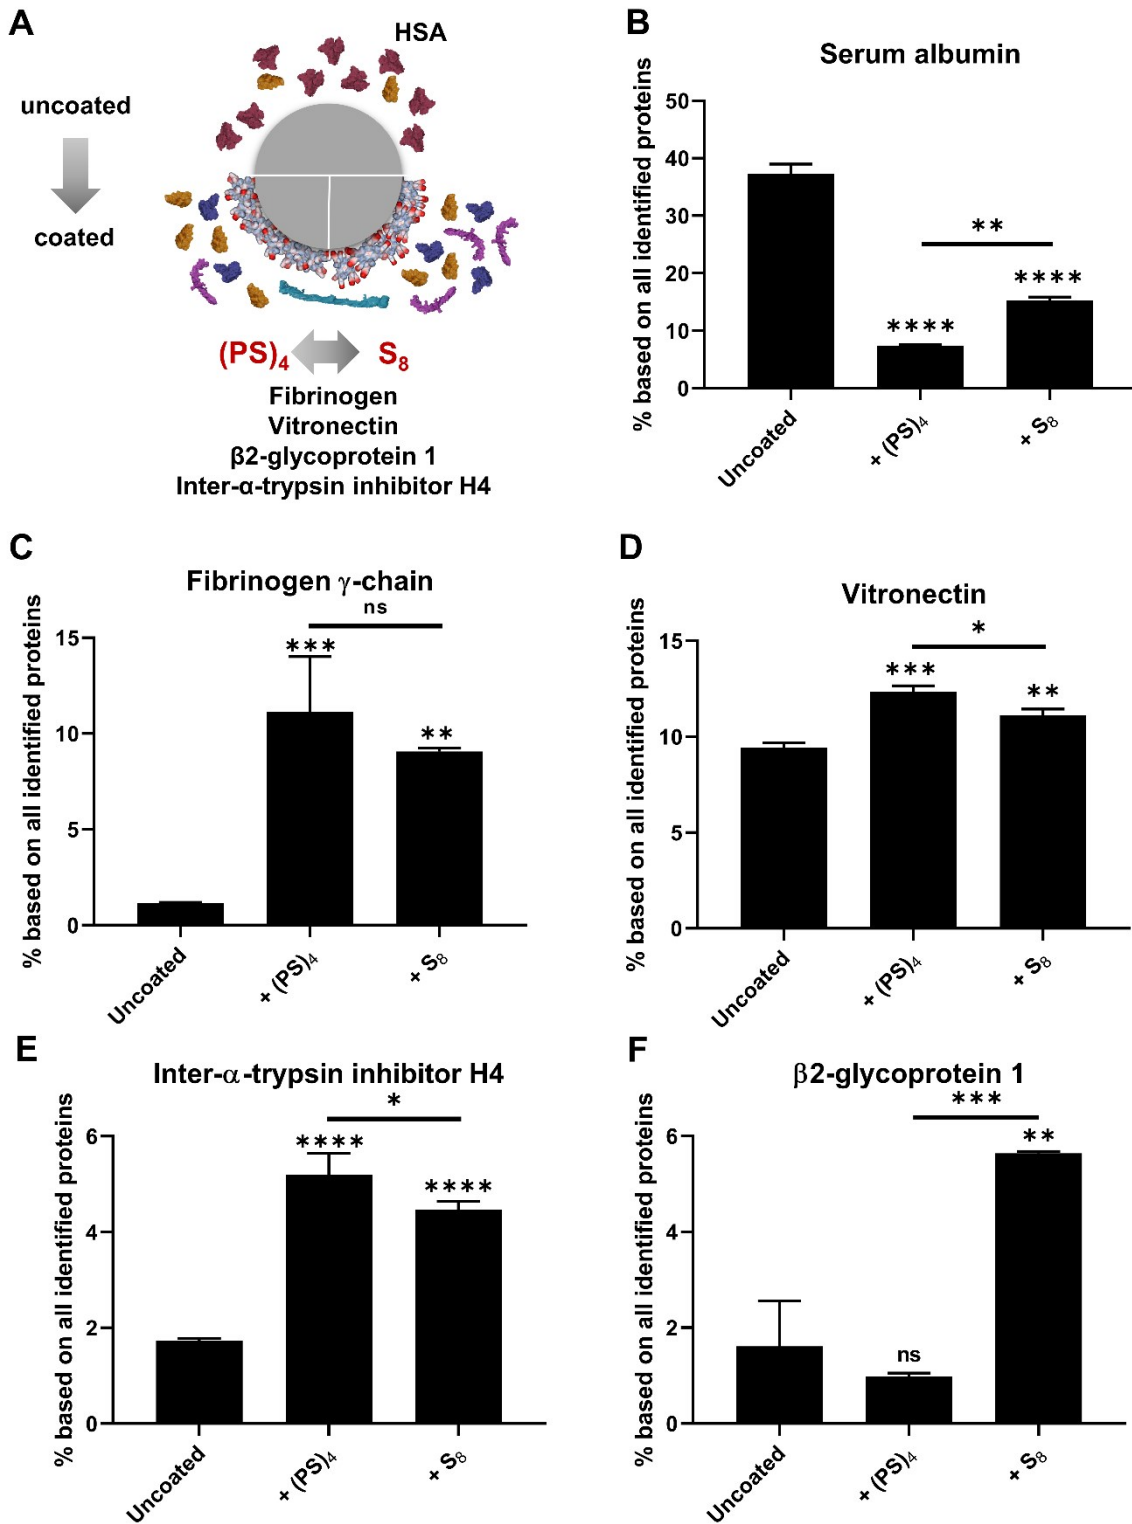 A
HSA
uncoated
coated
(PS)₄
S₈
Fibrinogen
Vitronectin
β2-glycoprotein 1
Inter-α-trypsin inhibitor H4
B
Serum albumin
% based on all identified proteins
50
40
30
20
10
0
**
****
****
Uncoated
+ (PS)₄
+ S₈
C
Fibrinogen γ-chain
% based on all identified proteins
15
10
5
0
ns
***
**
Uncoated
+ (PS)₄
+ S₈
D
Vitronectin
% based on all identified proteins
15
10
5
0
*
***
**
Uncoated
+ (PS)₄
+ S₈
E
Inter-α-trypsin inhibitor H4
% based on all identified proteins
6
4
2
0
*
****
****
Uncoated
+ (PS)₄
+ S₈
F
β2-glycoprotein 1
% based on all identified proteins
6
4
2
0
***
**
ns
Uncoated
+ (PS)₄
+ S₈